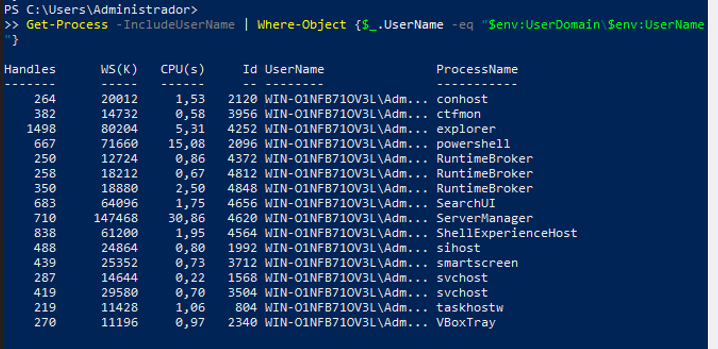 PS C:\Users\Administrador>
>> Get-Process -IncludeUserName | Where-Object {$_.UserName -eq "$env:UserDomain\$env:UserName
"}
Handles WS(K) CPU(s) Id UserName ProcessName
------- ----- ------ -- -------- -----------
264 20012 1,53 2120 WIN-O1NFB71OV3L\Adm... conhost
382 14732 0,58 3956 WIN-O1NFB71OV3L\Adm... ctfmon
1498 80204 5,31 4252 WIN-O1NFB71OV3L\Adm... explorer
667 71660 15,08 2096 WIN-O1NFB71OV3L\Adm... powershell
250 12724 0,86 4372 WIN-O1NFB71OV3L\Adm... RuntimeBroker
258 18212 0,67 4812 WIN-O1NFB71OV3L\Adm... RuntimeBroker
350 18880 2,50 4848 WIN-O1NFB71OV3L\Adm... RuntimeBroker
683 64096 1,75 4656 WIN-O1NFB71OV3L\Adm... SearchUI
710 147468 30,86 4620 WIN-O1NFB71OV3L\Adm... ServerManager
838 61200 1,95 4564 WIN-O1NFB71OV3L\Adm... ShellExperienceHost
488 24864 0,80 1992 WIN-O1NFB71OV3L\Adm... sihost
439 25352 0,73 3712 WIN-O1NFB71OV3L\Adm... smartscreen
287 14644 0,22 1568 WIN-O1NFB71OV3L\Adm... svchost
419 29580 0,70 3504 WIN-O1NFB71OV3L\Adm... svchost
219 11428 1,06 804 WIN-O1NFB71OV3L\Adm... taskhostw
270 11196 0,97 2340 WIN-O1NFB71OV3L\Adm... VBoxTray